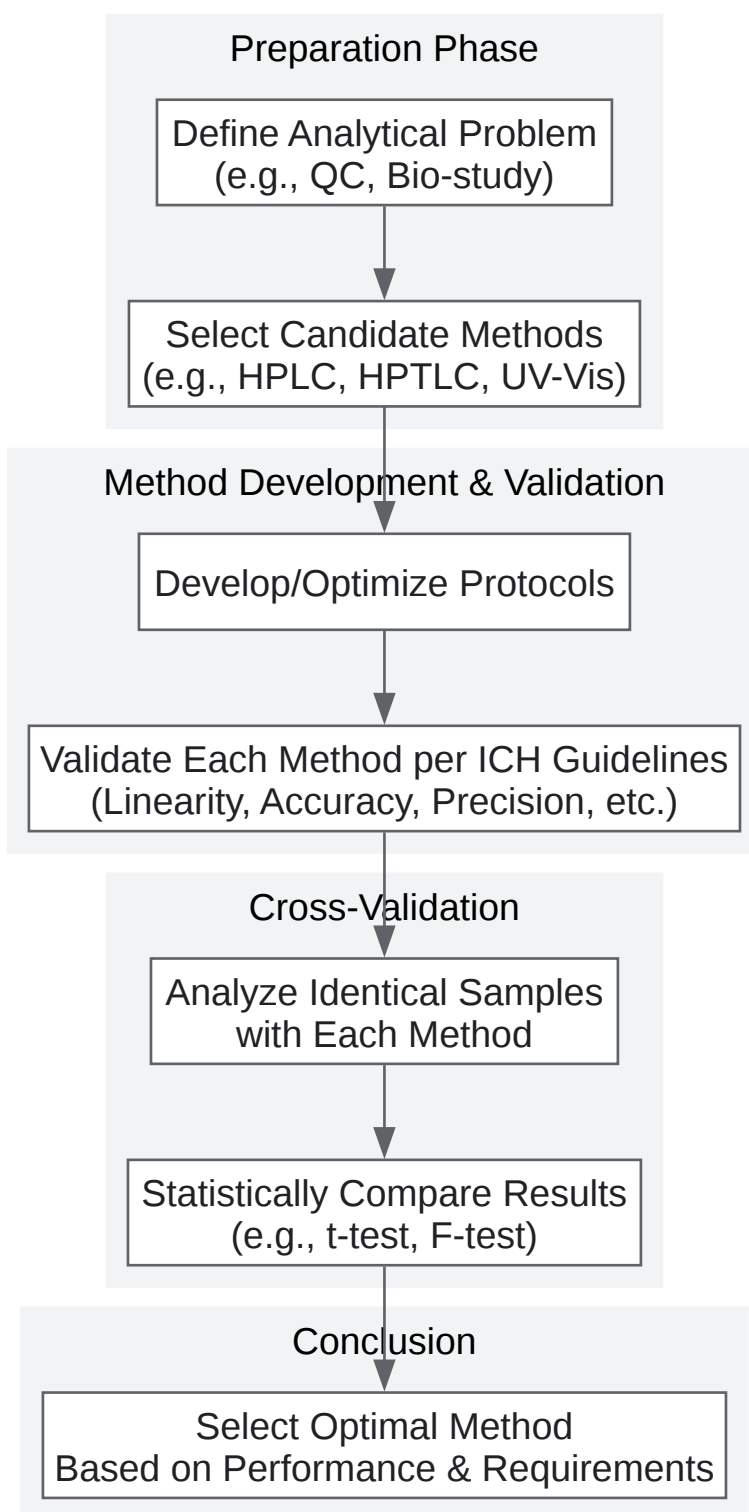 Preparation Phase
Define Analytical Problem
(e.g., QC, Bio-study)
Select Candidate Methods
(e.g., HPLC, HPTLC, UV-Vis)
Method Development & Validation
Develop/Optimize Protocols
Validate Each Method per ICH Guidelines
(Linearity, Accuracy, Precision, etc.)
Cross-Validation
Analyze Identical Samples
with Each Method
Statistically Compare Results
(e.g., t-test, F-test)
Conclusion
Select Optimal Method
Based on Performance & Requirements